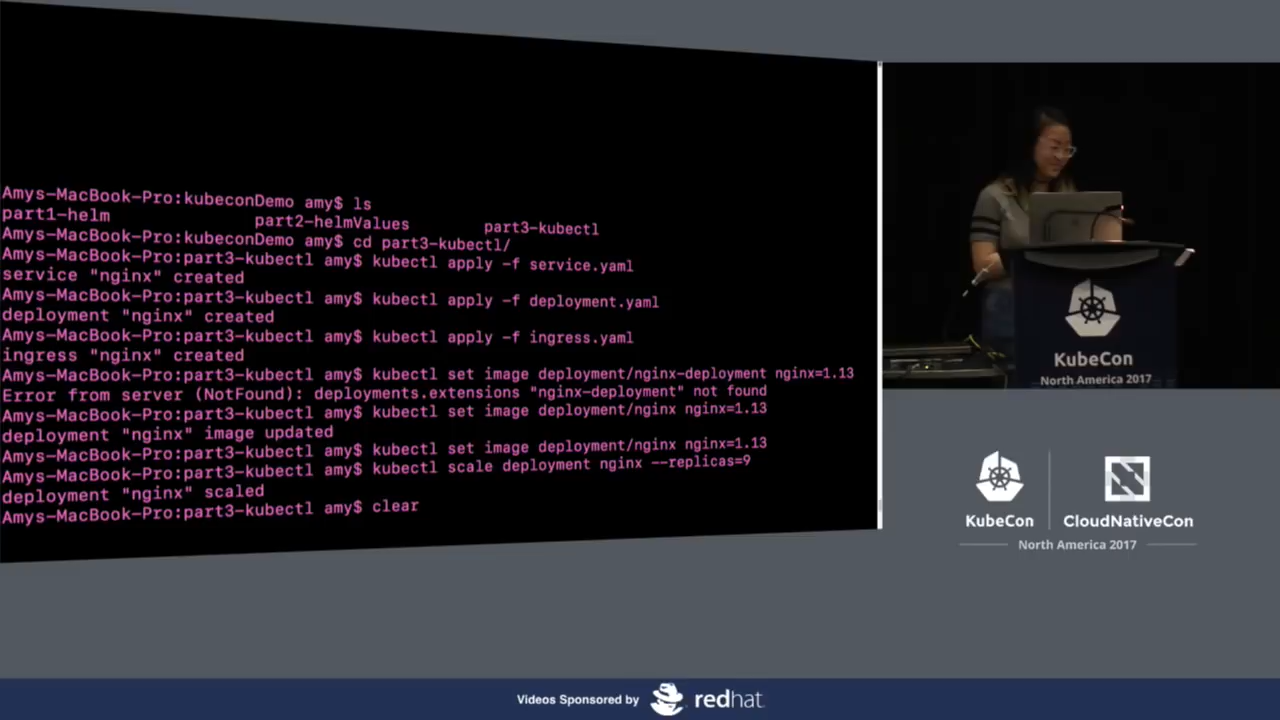 Amys-MacBook-Pro:kubeconDemo amy$ ls
part1-helm part2-helmValues part3-kubectl
Amys-MacBook-Pro:kubeconDemo amy$ cd part3-kubectl/
Amys-MacBook-Pro:part3-kubectl amy$ kubectl apply -f service.yaml
service "nginx" created
Amys-MacBook-Pro:part3-kubectl amy$ kubectl apply -f deployment.yaml
deployment "nginx" created
Amys-MacBook-Pro:part3-kubectl amy$ kubectl apply -f ingress.yaml
ingress "nginx" created
Amys-MacBook-Pro:part3-kubectl amy$ kubectl set image deployment/nginx-deployment nginx=1.13
Error from server (NotFound): deployments.extensions "nginx-deployment" not found
Amys-MacBook-Pro:part3-kubectl amy$ kubectl set image deployment/nginx nginx=1.13
deployment "nginx" image updated
Amys-MacBook-Pro:part3-kubectl amy$ kubectl set image deployment/nginx nginx=1.13
Amys-MacBook-Pro:part3-kubectl amy$ kubectl scale deployment nginx --replicas=9
deployment "nginx" scaled
Amys-MacBook-Pro:part3-kubectl amy$ clear
KubeCon
North America 2017
KubeCon CloudNativeCon
North America 2017
Videos Sponsored by redhat